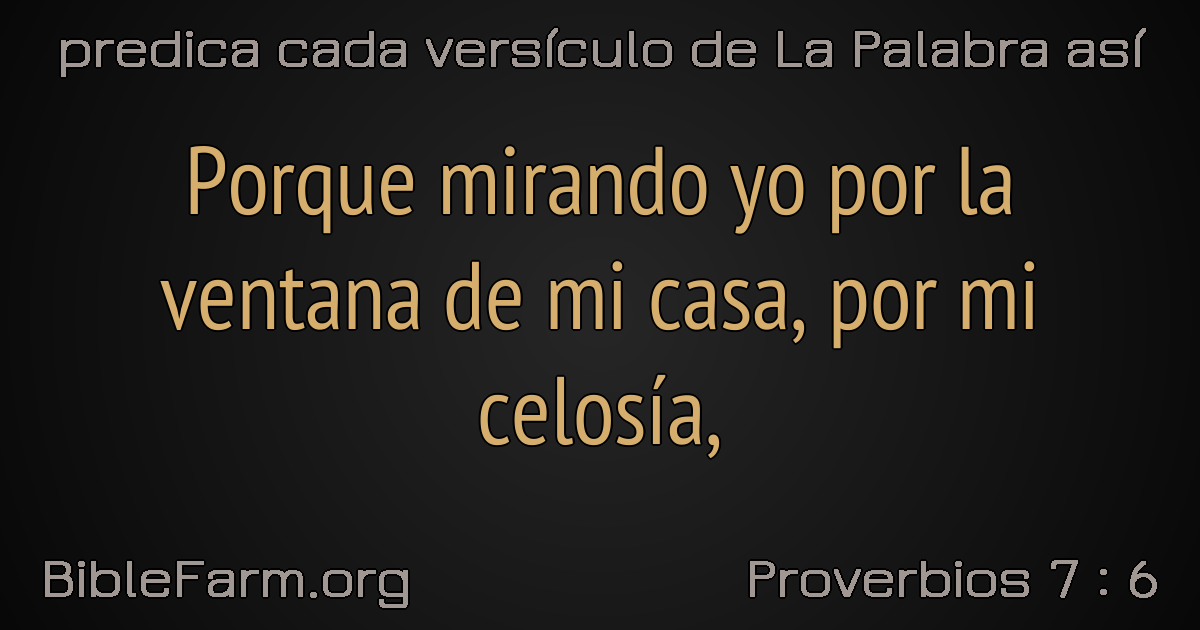 predica cada versículo de La Palabra así
Porque mirando yo por la
ventana de mi casa, por mi
celosía,
BibleFarm.org
Proverbios 7 : 6